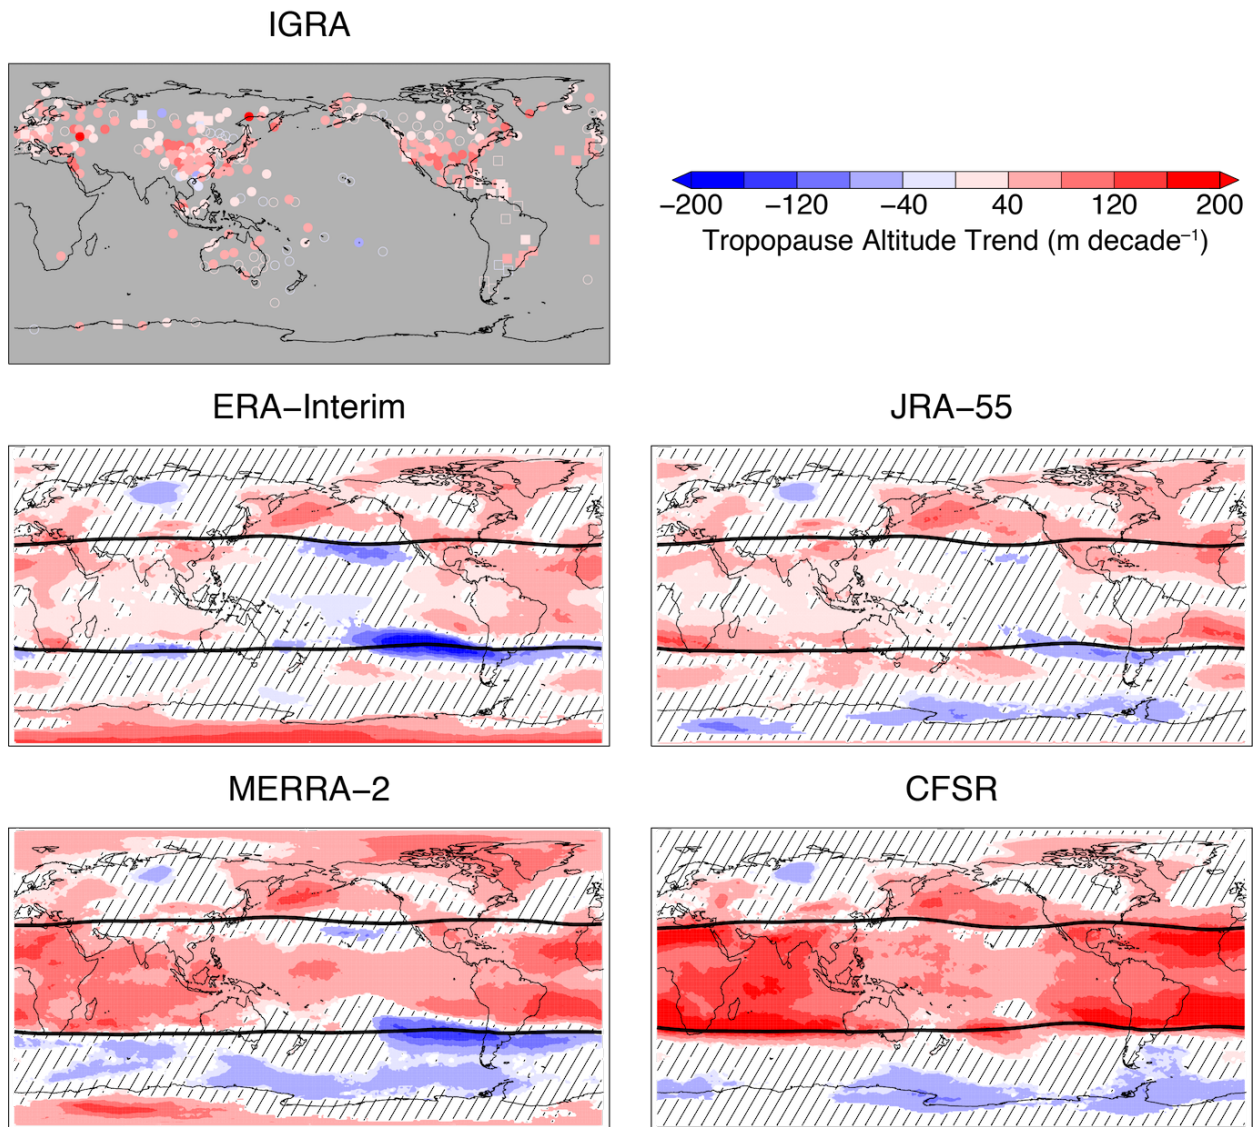 IGRA
−200 −120 −40 40 120 200
Tropopause Altitude Trend (m decade⁻¹)
ERA−Interim
JRA−55
MERRA−2
CFSR